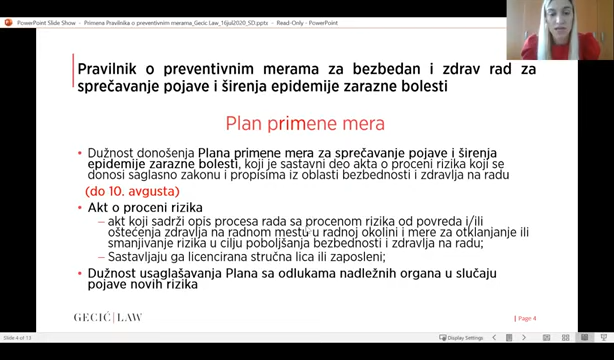 PowerPoint Slide Show - Primena Pravilnika o preventivnim merama_Gecic Law_16jul2020_SD.pptx - Read-Only - PowerPoint
Pravilnik o preventivnim merama za bezbedan i zdrav rad za
sprečavanje pojave i širenja epidemije zarazne bolesti
Plan primene mera
• Dužnost donošenja Plana primene mera za sprečavanje pojave i širenja
epidemije zarazne bolesti, koji je sastavni deo akta o proceni rizika koji se
donosi saglasno zakonu i propisima iz oblasti bezbednosti i zdravlja na radu
(do 10. avgusta)
• Akt o proceni rizika
– akt koji sadrži opis procesa rada sa procenom rizika od povreda i/ili
oštećenja zdravlja na radnom mestu u radnoj okolini i mere za otklanjanje ili
smanjivanje rizika u cilju poboljšanja bezbednosti i zdravlja na radu;
– Sastavljaju ga licencirana stručna lica ili zaposleni;
• Dužnost usaglašavanja Plana sa odlukama nadležnih organa u slučaju
pojave novih rizika
GECIĆ | LAW
| Page 4
Slide 4 of 13
Display Settings